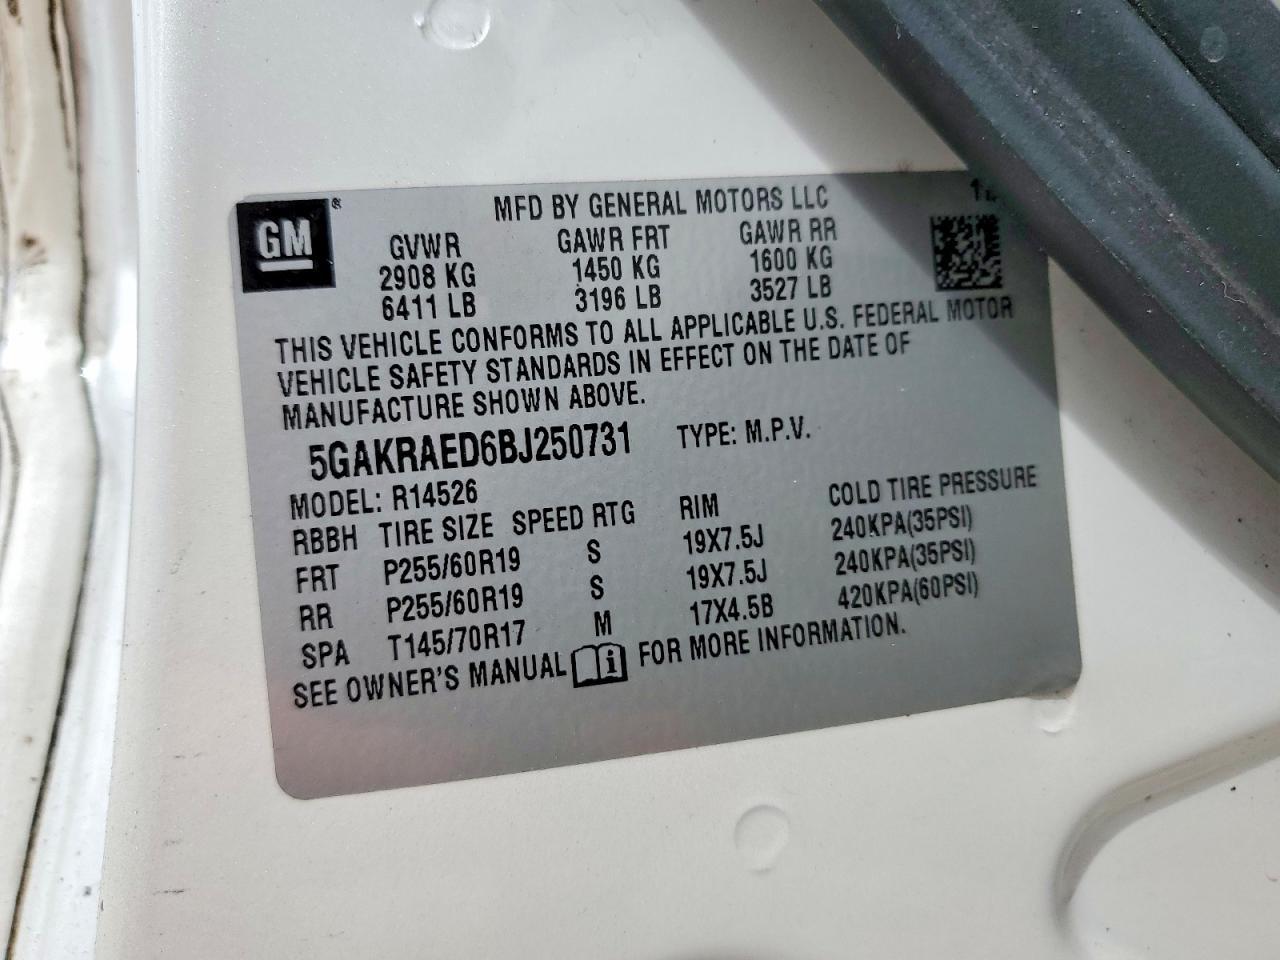 GM ®
MFD BY GENERAL MOTORS LLC
GVWR GAWR FRT GAWR RR
2908 KG 1450 KG 1600 KG
6411 LB 3196 LB 3527 LB
THIS VEHICLE CONFORMS TO ALL APPLICABLE U.S. FEDERAL MOTOR
VEHICLE SAFETY STANDARDS IN EFFECT ON THE DATE OF
MANUFACTURE SHOWN ABOVE.
5GAKRAED6BJ250731 TYPE: M.P.V.
MODEL: R14526
RBBH TIRE SIZE SPEED RTG RIM COLD TIRE PRESSURE
FRT P255/60R19 S 19X7.5J 240KPA(35PSI)
RR P255/60R19 S 19X7.5J 240KPA(35PSI)
SPA T145/70R17 M 17X4.5B 420KPA(60PSI)
SEE OWNER'S MANUAL i FOR MORE INFORMATION.